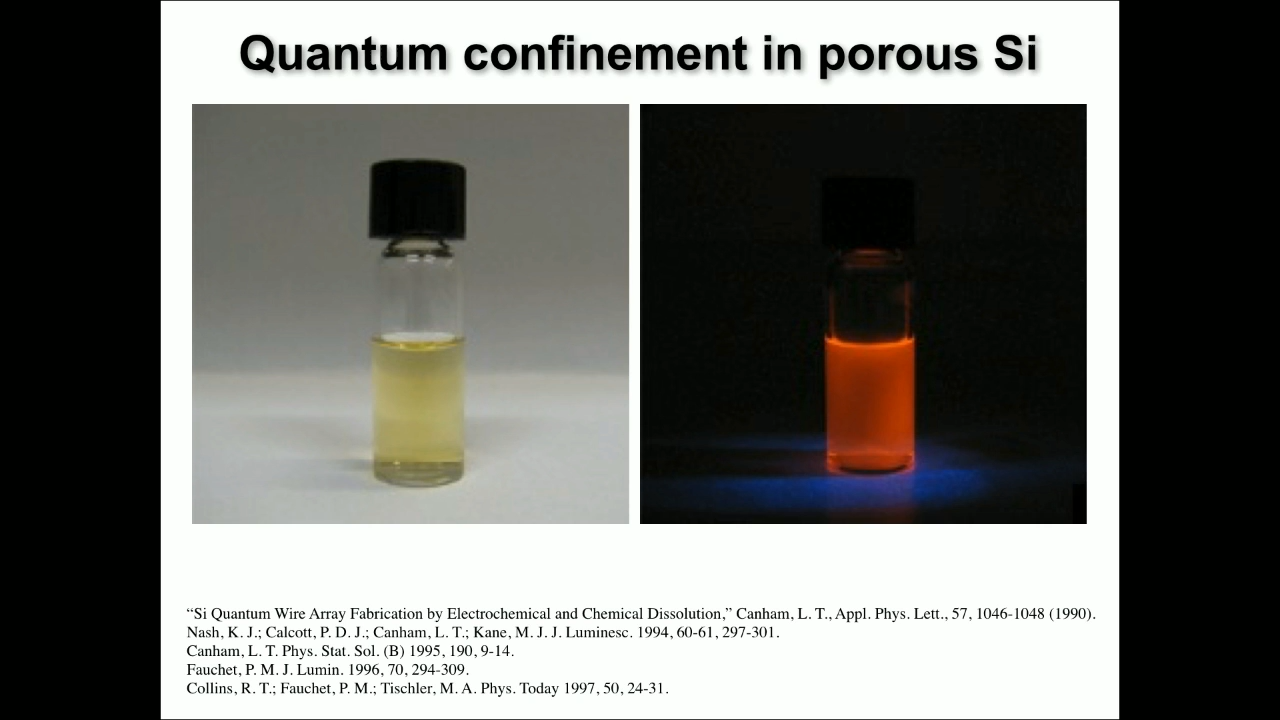 Quantum confinement in porous Si
“Si Quantum Wire Array Fabrication by Electrochemical and Chemical Dissolution,” Canham, L. T., Appl. Phys. Lett., 57, 1046-1048 (1990).
Nash, K. J.; Calcott, P. D. J.; Canham, L. T.; Kane, M. J. J. Luminesc. 1994, 60-61, 297-301.
Canham, L. T. Phys. Stat. Sol. (B) 1995, 190, 9-14.
Fauchet, P. M. J. Lumin. 1996, 70, 294-309.
Collins, R. T.; Fauchet, P. M.; Tischler, M. A. Phys. Today 1997, 50, 24-31.